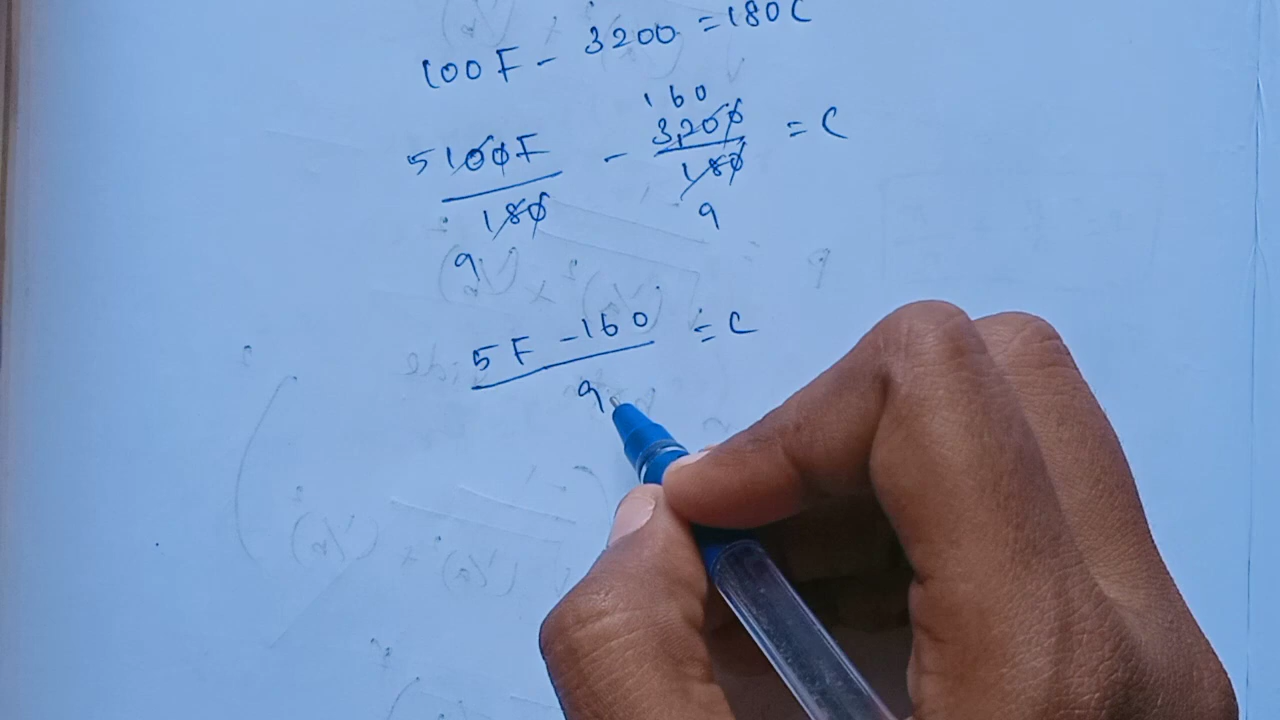 100F - 3200 = 180C
160
5 100F - 3200 = C
180 180
9 9
5F - 160 = C
9